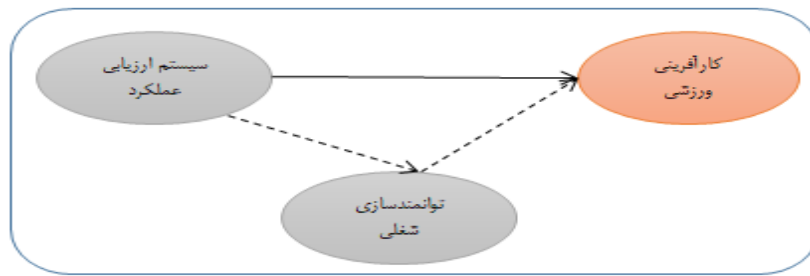 سیستم ارزیابی
عملکرد
کارآفرینی
ورزشی
توانمندسازی
شغلی